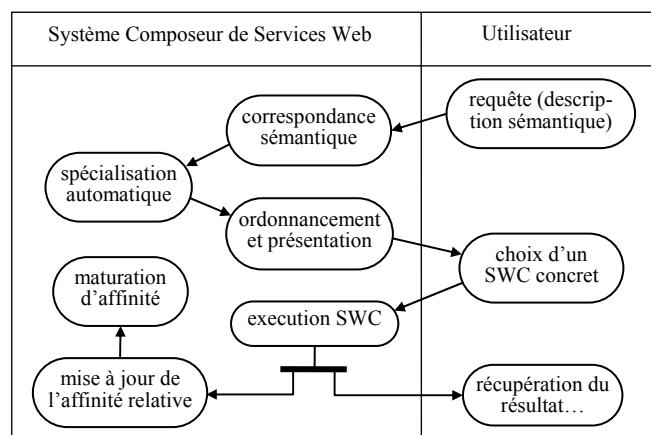 Système Composeur de Services Web
Utilisateur
requête (descrip-
tion sémantique)
correspondance
sémantique
spécialisation
automatique
ordonnancement
et présentation
choix d’un
SWC concret
maturation
d’affinité
execution SWC
mise à jour de
l’affinité relative
récupération du
résultat…